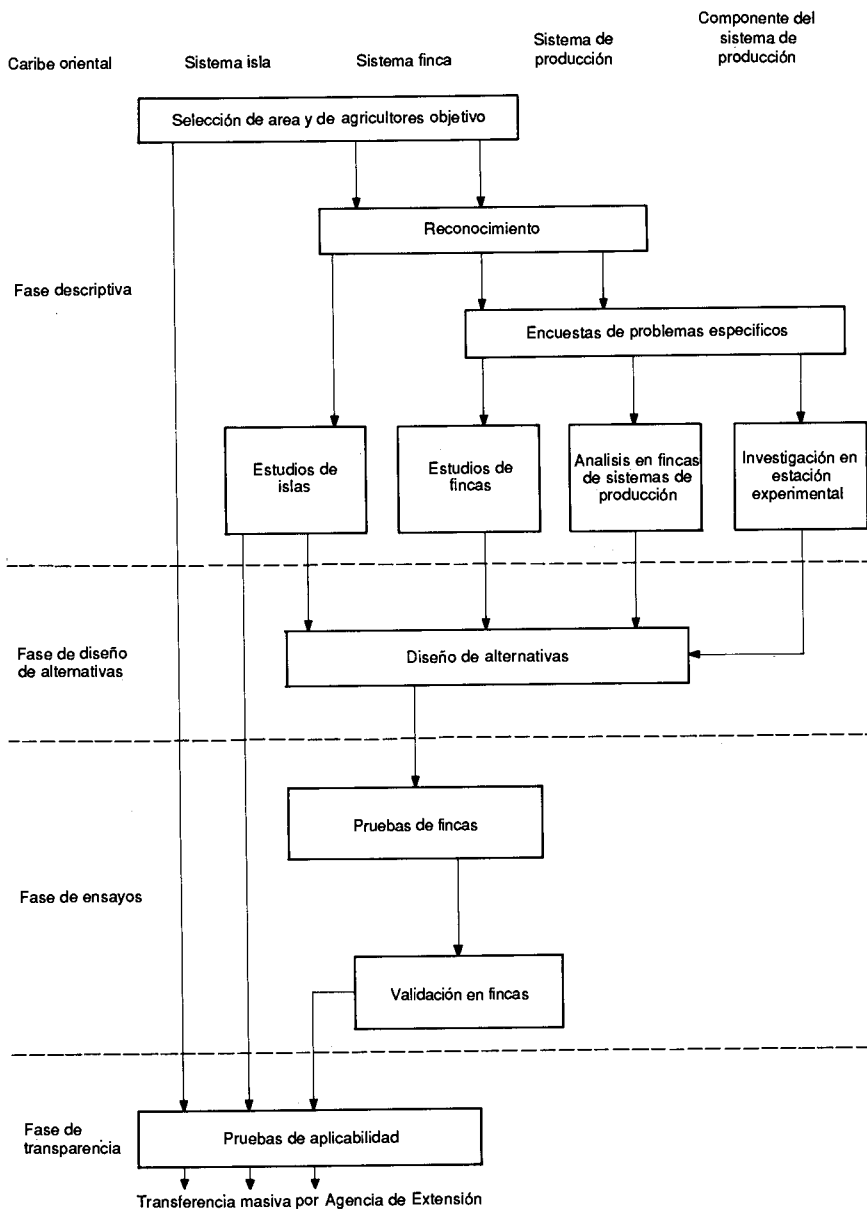 Caribe oriental
Sistema isla
Sistema finca
Sistema de
producción
Componente del
sistema de
producción
Selección de area y de agricultores objetivo
Reconocimiento
Fase descriptiva
Encuestas de problemas especificos
Estudios de
islas
Estudios de
fincas
Analisis en fincas
de sistemas de
producción
Investigación en
estación
experimental
Fase de diseño
de alternativas
Diseño de alternativas
Pruebas de fincas
Fase de ensayos
Validación en fincas
Fase de
transparencia
Pruebas de aplicabilidad
Transferencia masiva por Agencia de Extensión